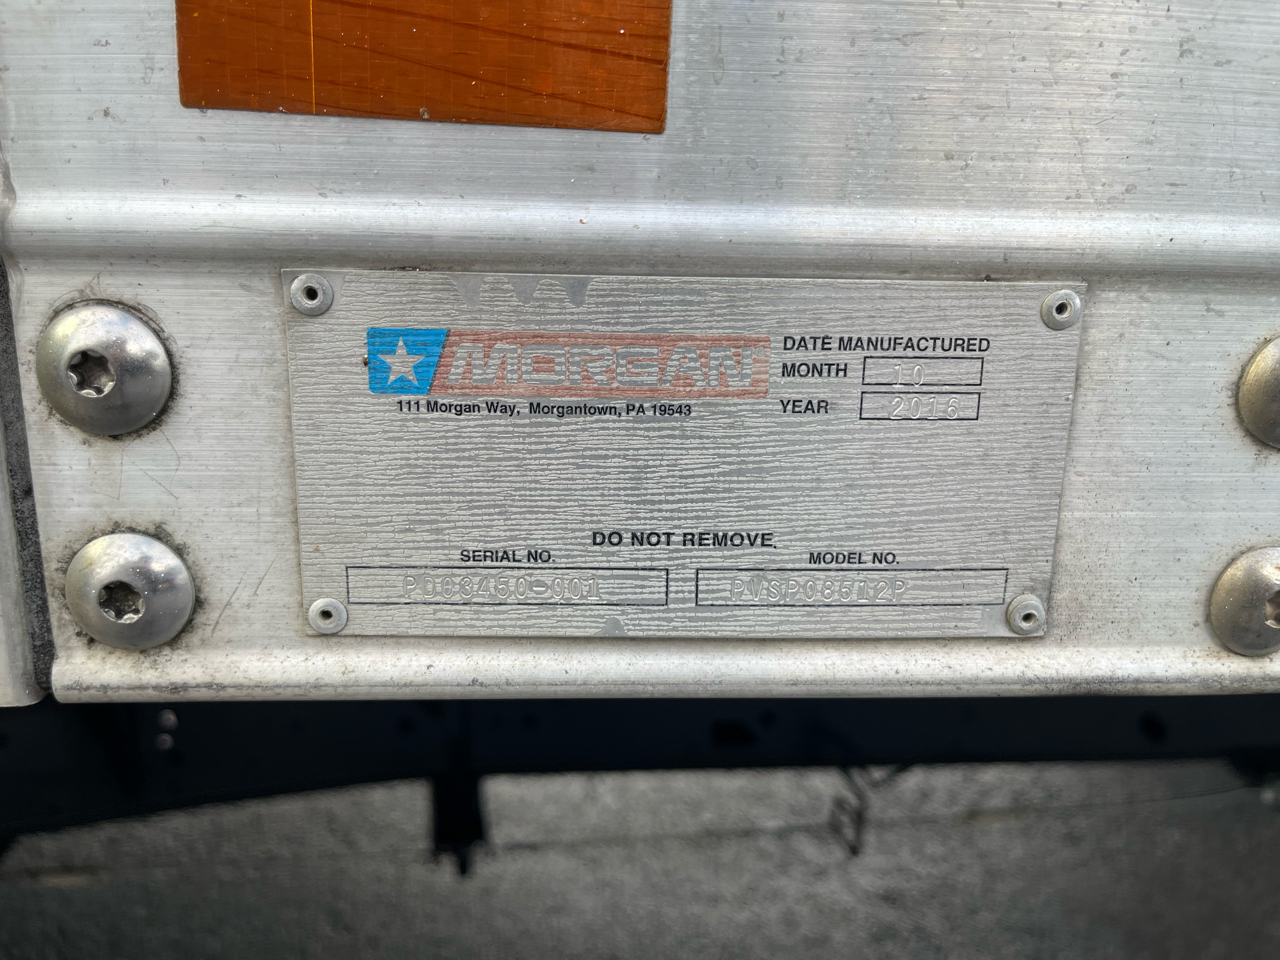 MORGAN
111 Morgan Way, Morgantown, PA 19543
DATE MANUFACTURED
MONTH 10
YEAR 2016
DO NOT REMOVE.
SERIAL NO. MODEL NO.
PD03450-001 PVSP08512P